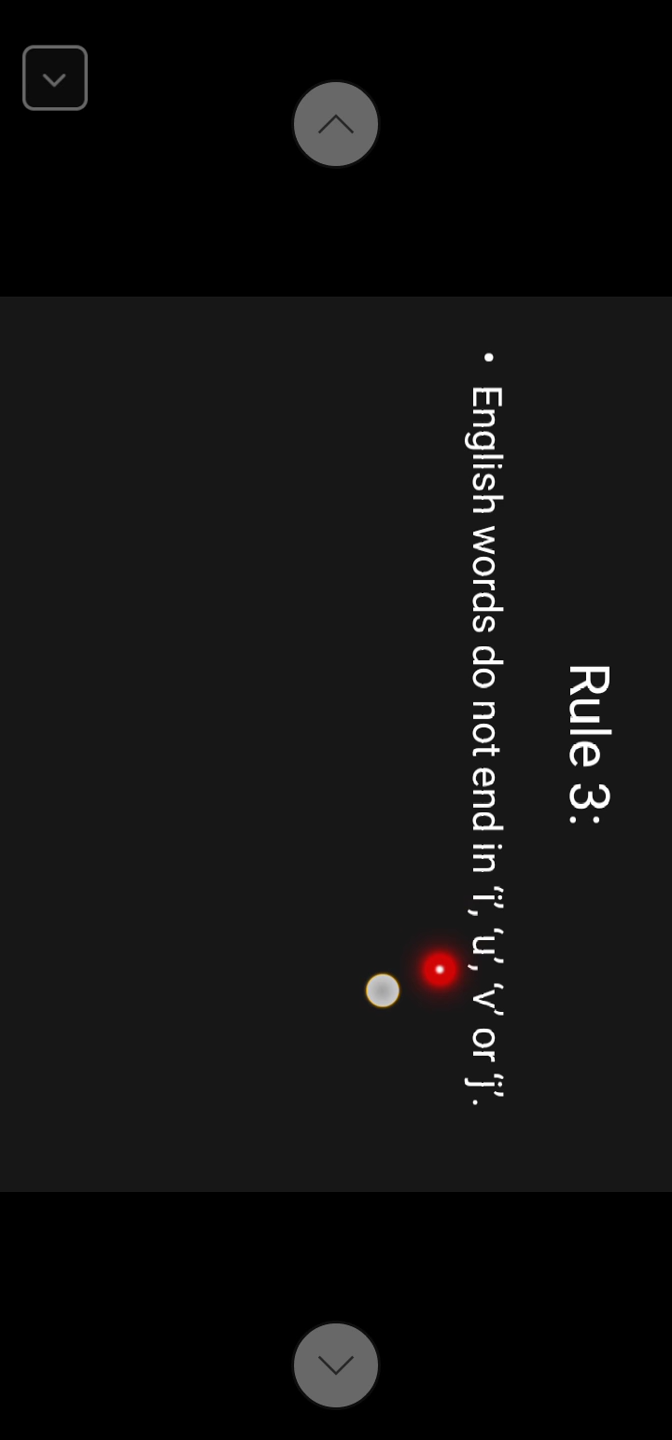 Rule 3:
• English words do not end in ‘i’, ‘u’, ‘v’ or ‘j’.